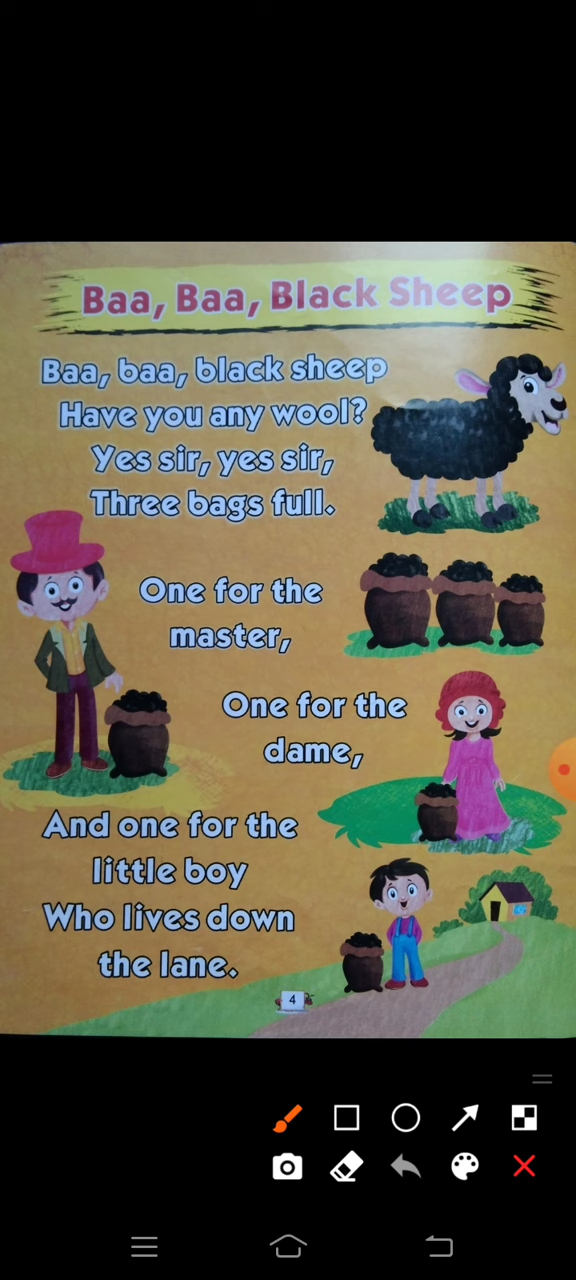 Baa, Baa, Black Sheep
Baa, baa, black sheep
Have you any wool?
Yes sir, yes sir,
Three bags full.
One for the
master,
One for the
dame,
And one for the
little boy
Who lives down
the lane.
4